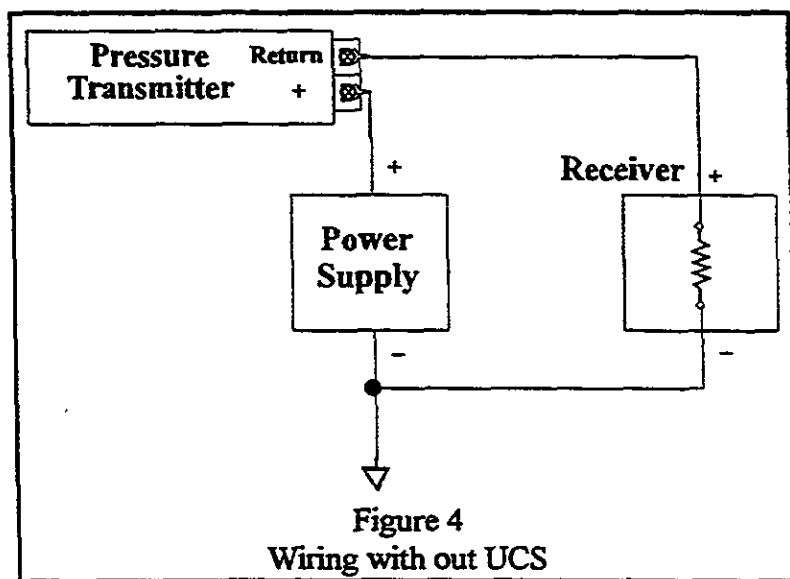 Pressure Return
Transmitter +
+
Receiver +
Power
Supply
-
-
Figure 4
Wiring with out UCS